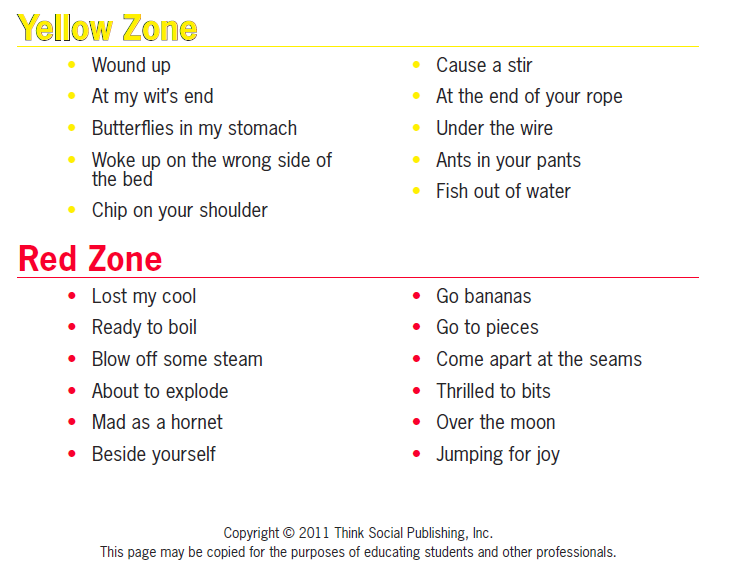 Yellow Zone
Wound up
At my wit's end
Butterflies in my stomach
Woke up on the wrong side of
the bed
Chip on your shoulder
Cause a stir
At the end of your rope
Under the wire
Ants in your pants
Fish out of water
Red Zone
Lost my cool
Ready to boil
Blow off some steam
About to explode
Mad as a hornet
Beside yourself
Go bananas
Go to pieces
Come apart at the seams
Thrilled to bits
Over the moon
Jumping for joy
Copyright © 2011 Think Social Publishing, Inc.
This page may be copied for the purposes of educating students and other professionals.